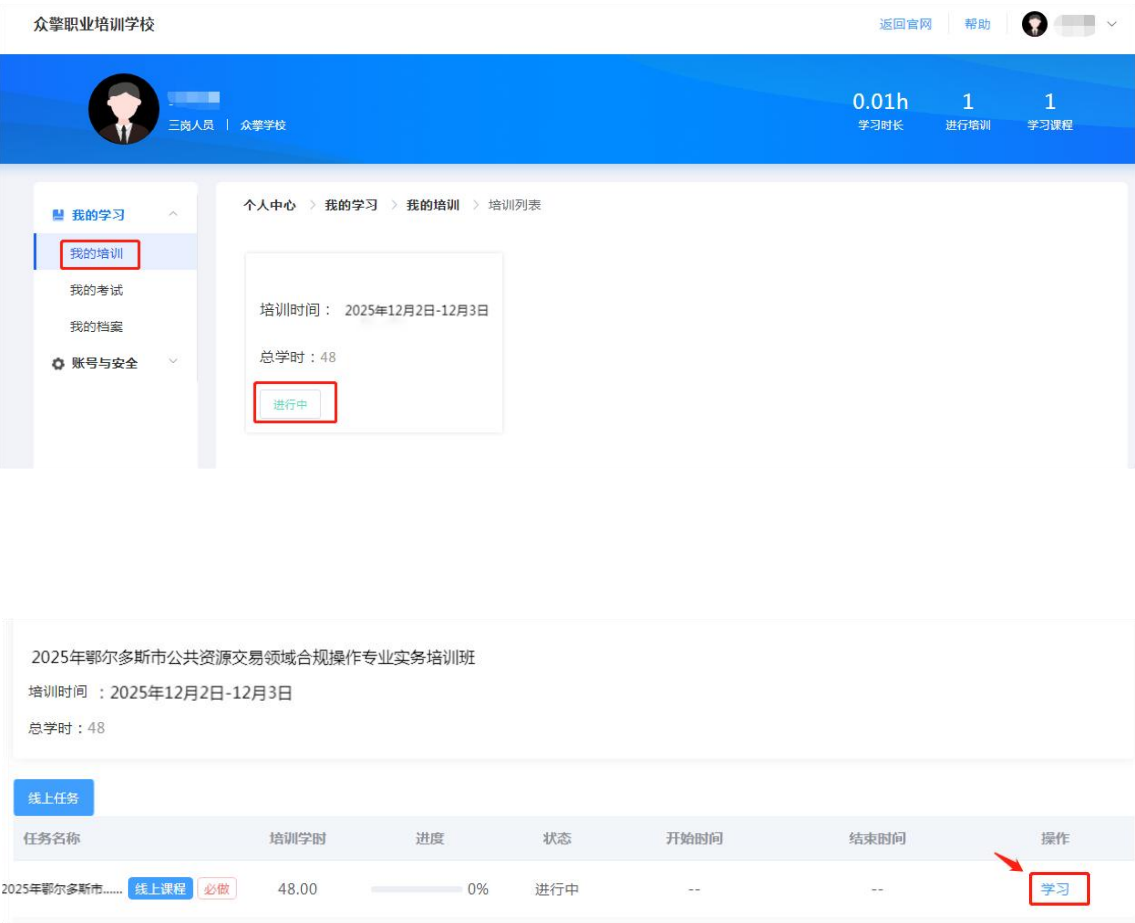 众擎职业培训学校 返回官网 帮助
0.01h 1 1
三岗人员 众擎学校 学习时长 进行培训 学习课程
我的学习
我的培训
我的考试
我的档案
账号与安全
个人中心 > 我的学习 > 我的培训 > 培训列表
培训时间： 2025年12月2日-12月3日
总学时：48
进行中
2025年鄂尔多斯市公共资源交易领域合规操作专业实务培训班
培训时间 ：2025年12月2日-12月3日
总学时：48
线上任务
任务名称 培训学时 进度 状态 开始时间 结束时间 操作
2025年鄂尔多斯市...... 线上课程 必做 48.00 0% 进行中 -- -- 学习